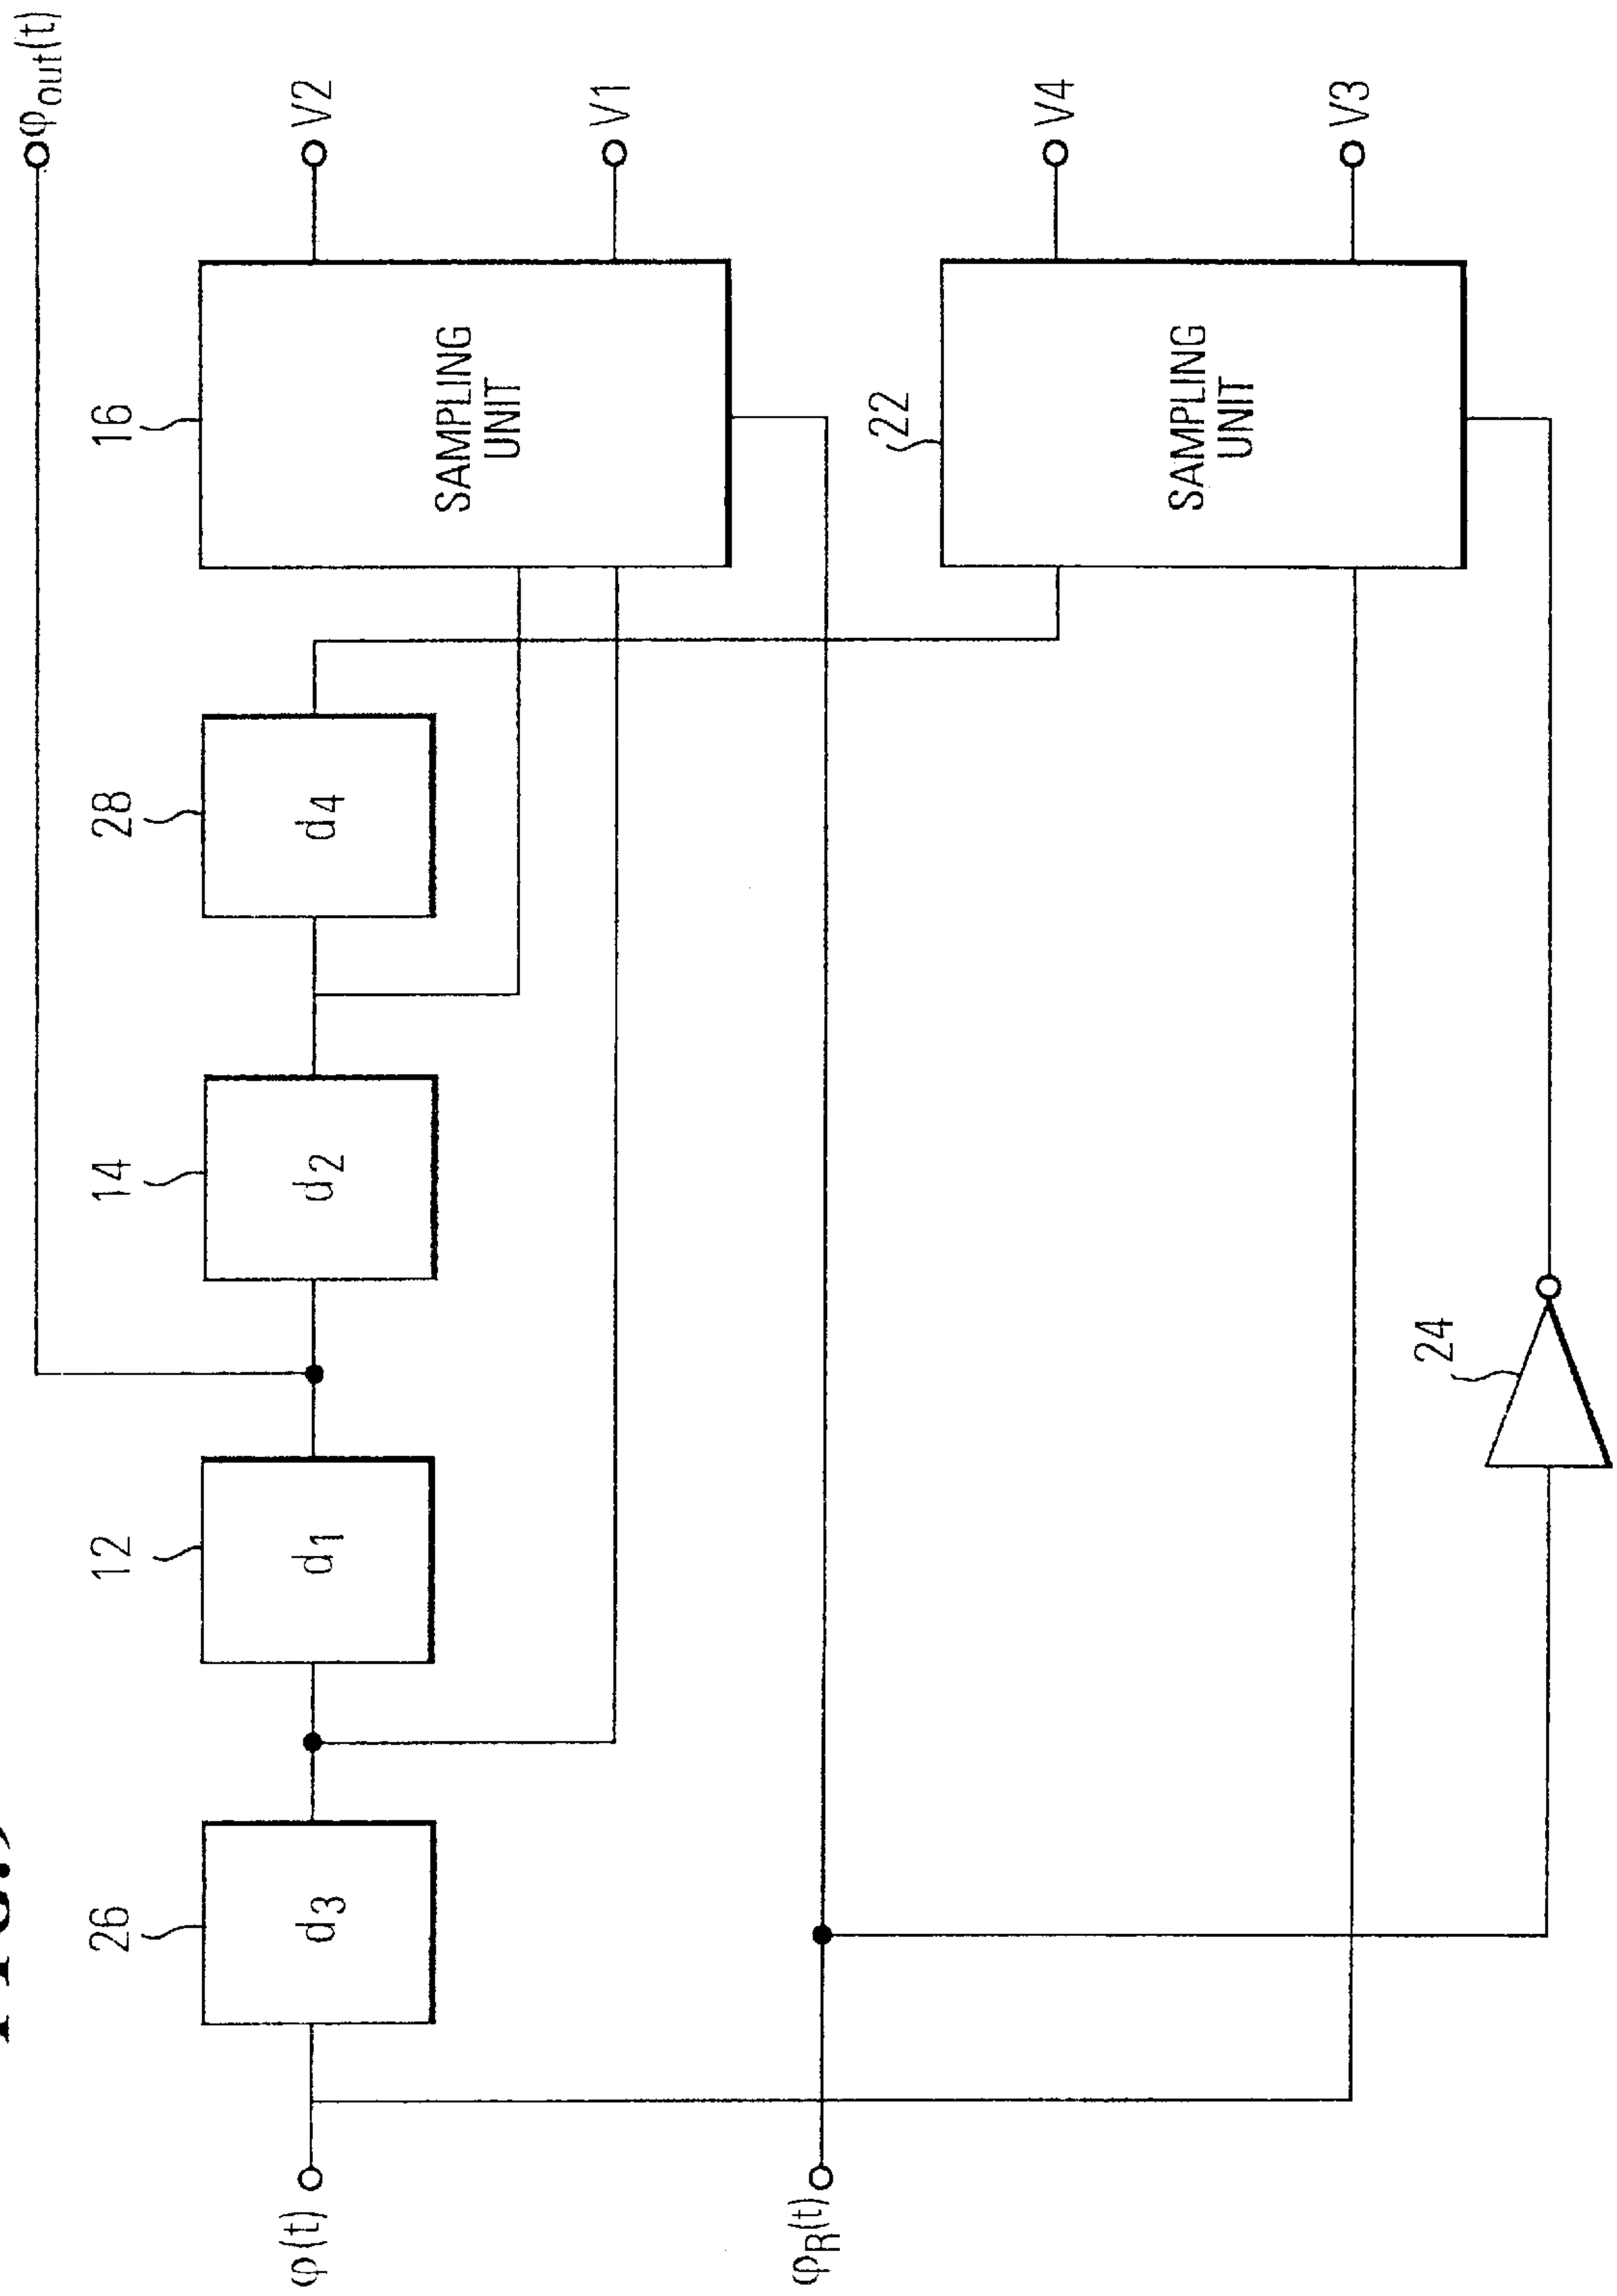 φout(t)
V2
V1
V4
V3
16
SAMPLING
UNIT
22
SAMPLING
UNIT
28
d4
14
d2
12
d1
26
d3
24
φ(t)
φR(t)